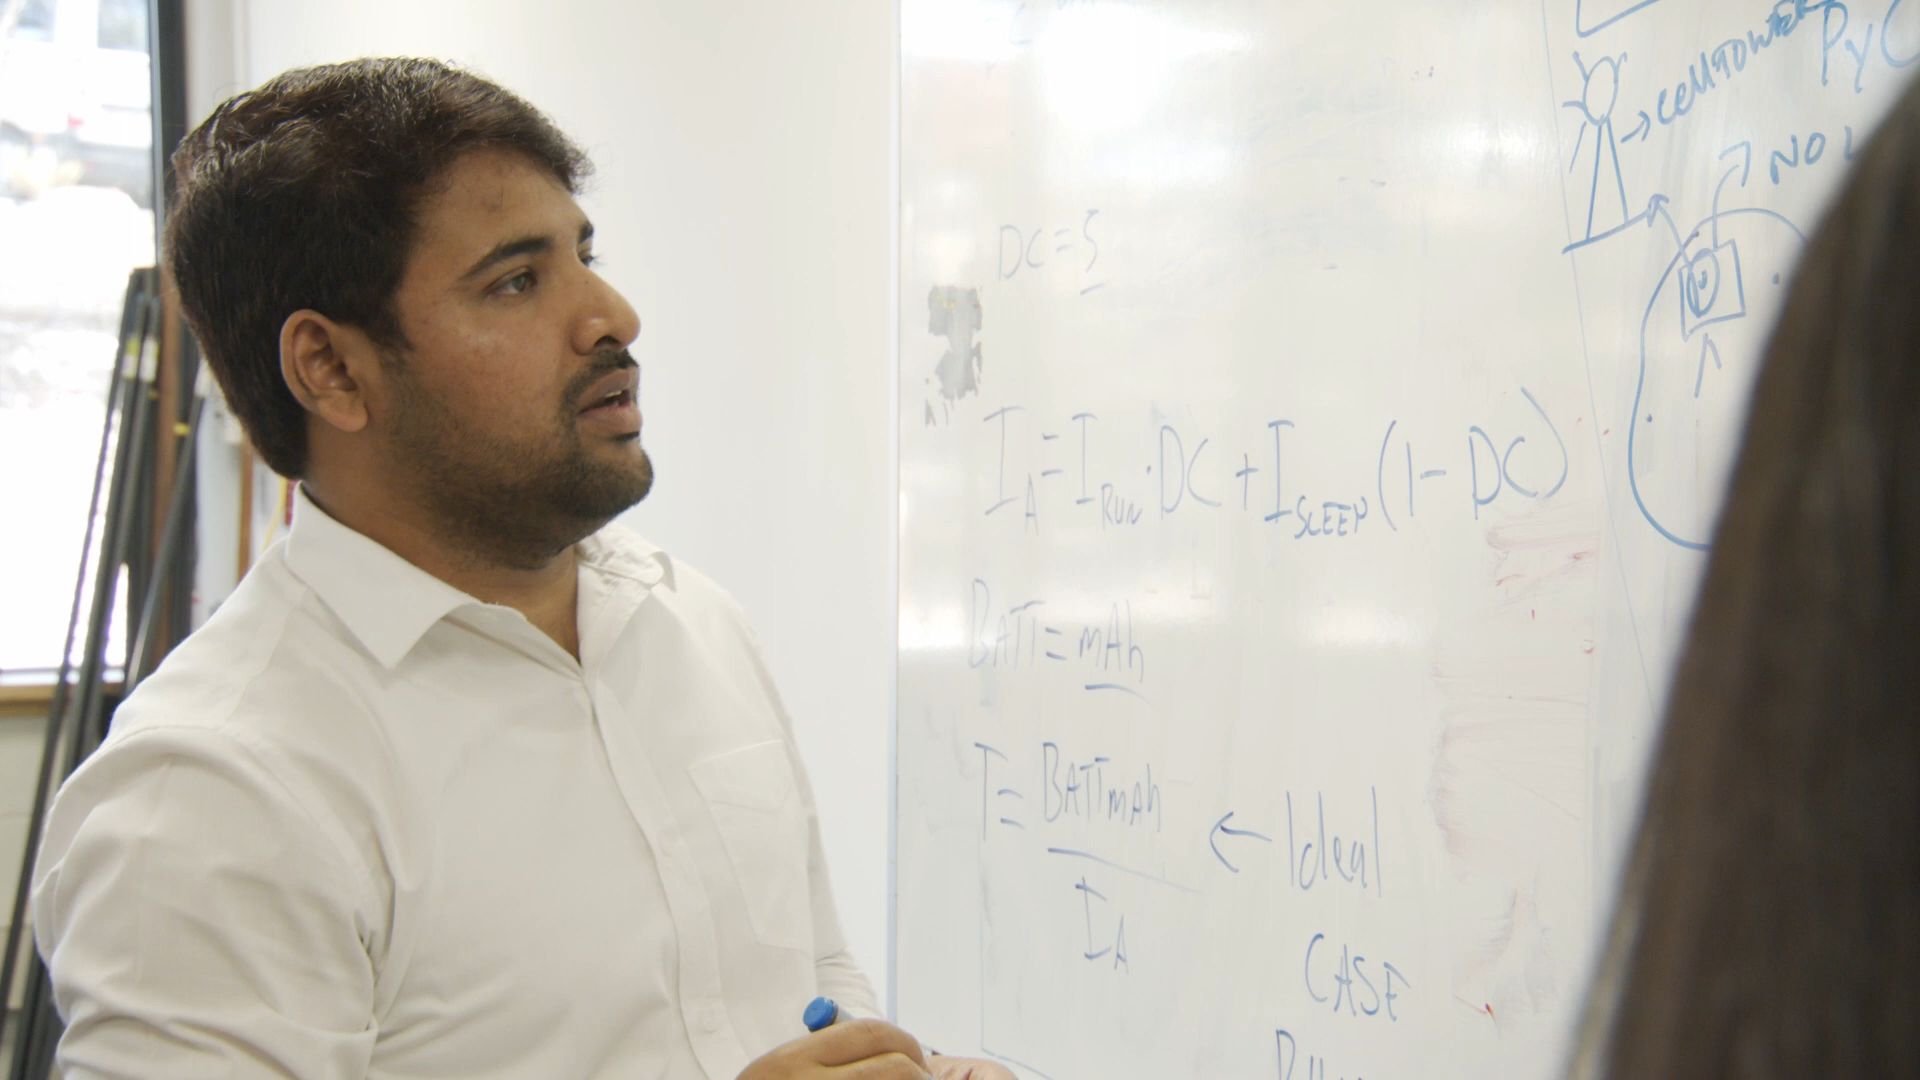 DC = 5
I_A = I_RUN · DC + I_SLEEP (1 - DC)
BATT = mAh
T = BATTmAh
I_A
← Ideal
CASE
→ CELLTOWER
NO